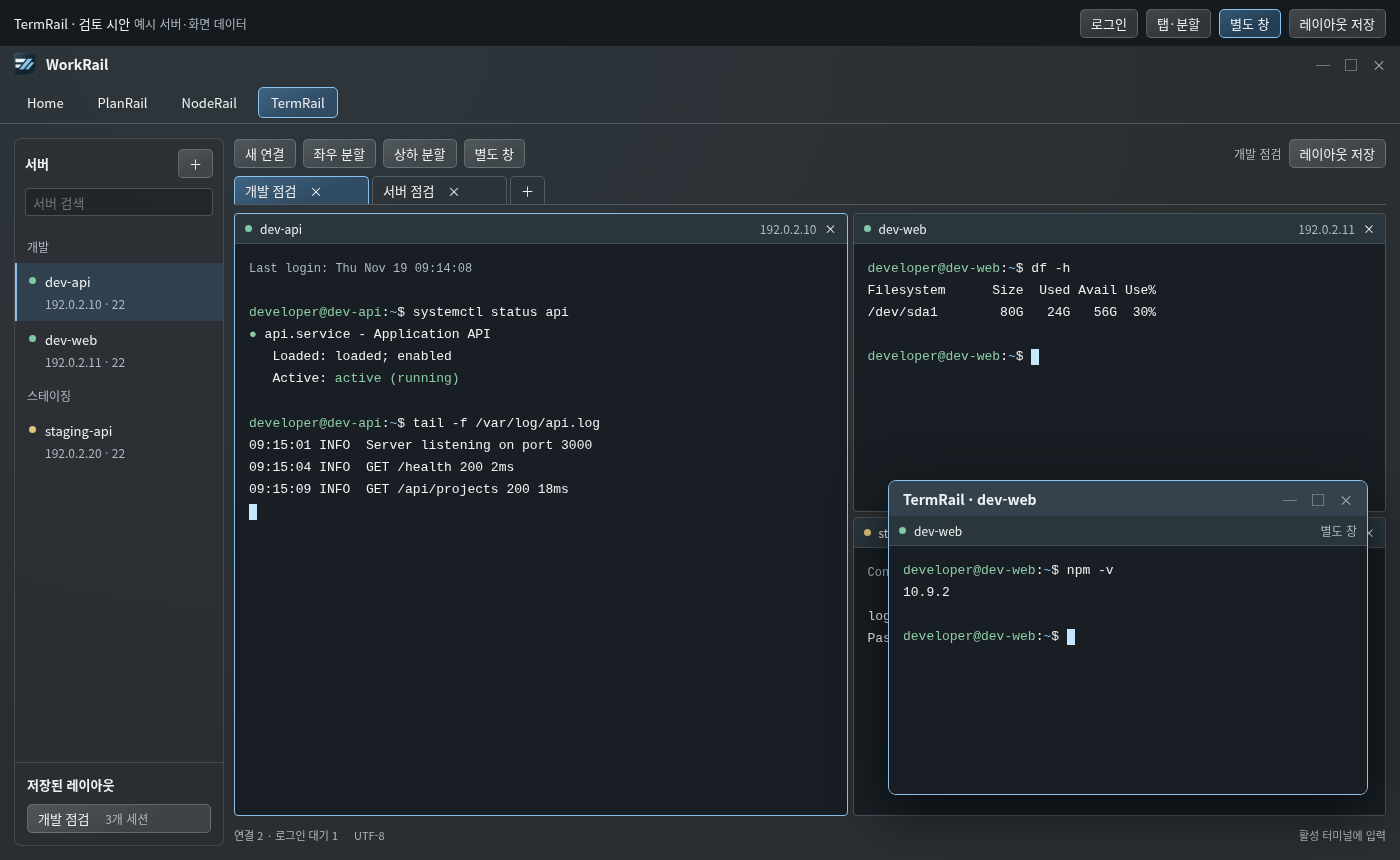 TermRail · 검토 시안 예시 서버·화면 데이터
로그인
탭·분할
별도 창
레이아웃 저장
WorkRail
Home
PlanRail
NodeRail
TermRail
서버
서버 검색
개발
dev-api
192.0.2.10 · 22
dev-web
192.0.2.11 · 22
스테이징
staging-api
192.0.2.20 · 22
저장된 레이아웃
개발 점검 3개 세션
새 연결
좌우 분할
상하 분할
별도 창
개발 점검
레이아웃 저장
개발 점검 ×
서버 점검 ×
+
dev-api 192.0.2.10 ×
Last login: Thu Nov 19 09:14:08
developer@dev-api:~$ systemctl status api
● api.service - Application API
Loaded: loaded; enabled
Active: active (running)
developer@dev-api:~$ tail -f /var/log/api.log
09:15:01 INFO  Server listening on port 3000
09:15:04 INFO  GET /health 200 2ms
09:15:09 INFO  GET /api/projects 200 18ms
dev-web 192.0.2.11 ×
developer@dev-web:~$ df -h
Filesystem      Size  Used Avail Use%
/dev/sda1        80G   24G   56G  30%
developer@dev-web:~$
TermRail · dev-web
dev-web 별도 창
developer@dev-web:~$ npm -v
10.9.2
developer@dev-web:~$
연결 2 · 로그인 대기 1 UTF-8
활성 터미널에 입력